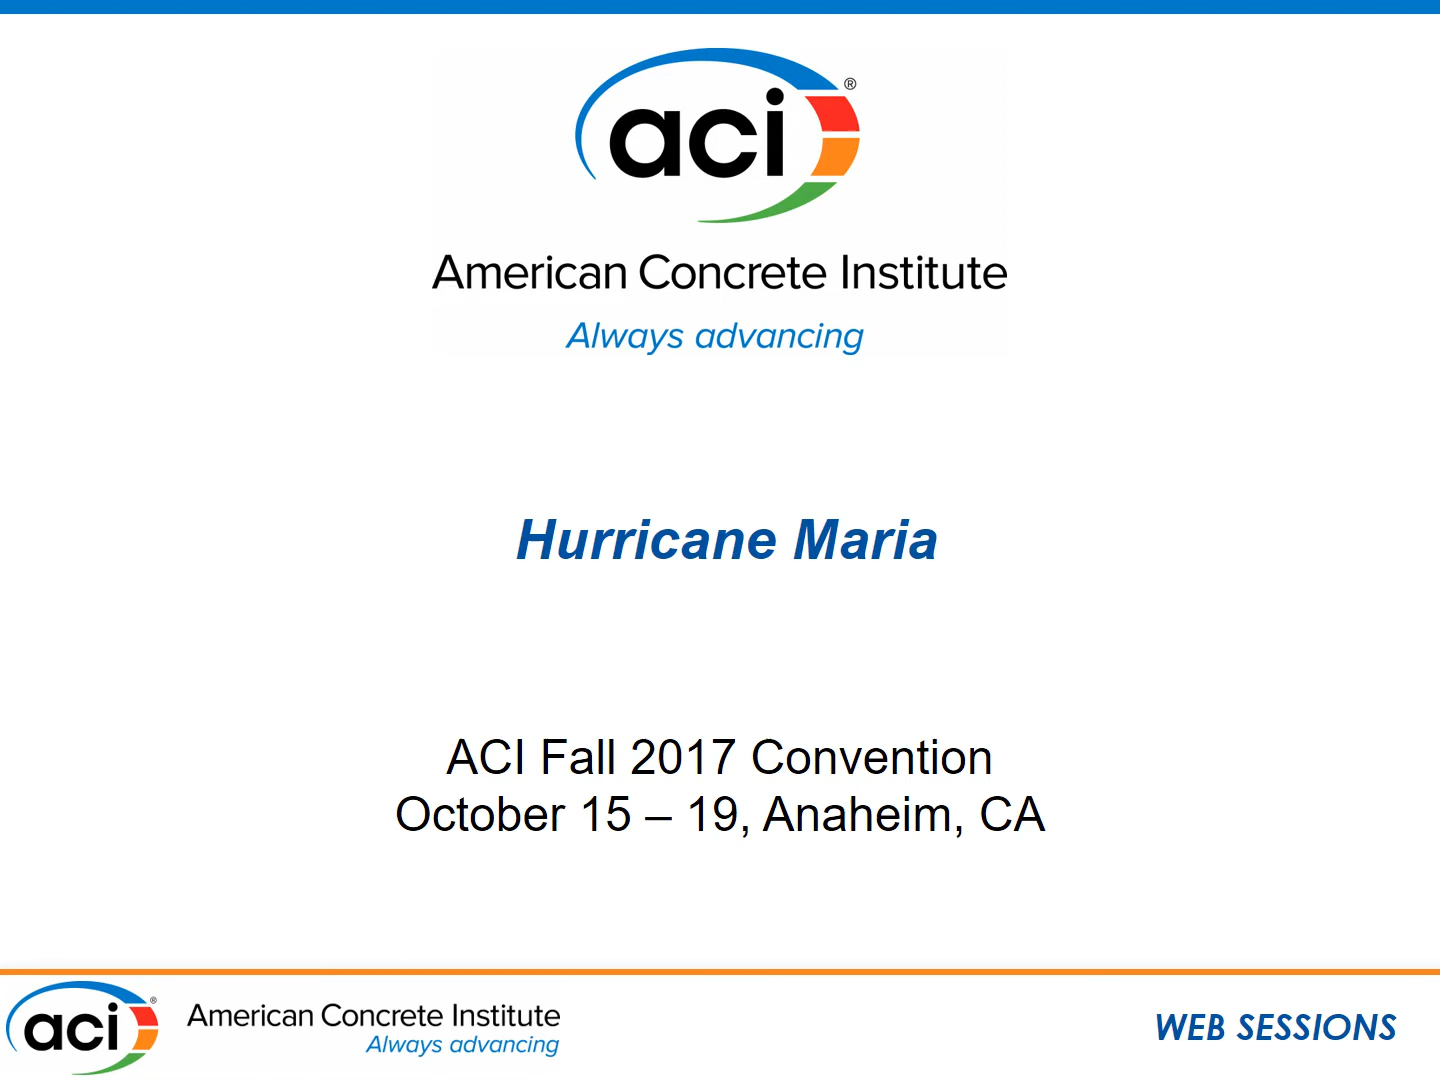 aci®
American Concrete Institute
Always advancing
Hurricane Maria
ACI Fall 2017 Convention
October 15 – 19, Anaheim, CA
aci®
American Concrete Institute
Always advancing
WEB SESSIONS